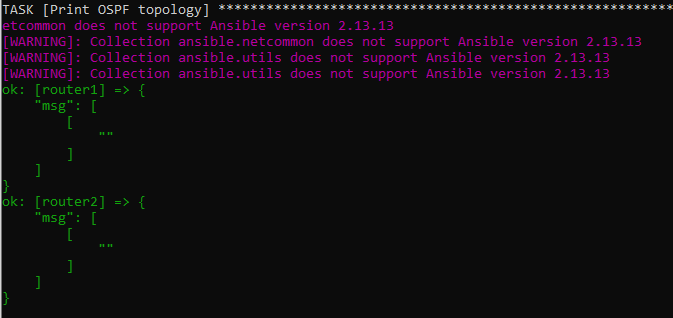 TASK [Print OSPF topology] *********************************************************
etcommon does not support Ansible version 2.13.13
[WARNING]: Collection ansible.netcommon does not support Ansible version 2.13.13
[WARNING]: Collection ansible.utils does not support Ansible version 2.13.13
[WARNING]: Collection ansible.utils does not support Ansible version 2.13.13
ok: [router1] => {
    "msg": [
        [
            ""
        ]
    ]
}
ok: [router2] => {
    "msg": [
        [
            ""
        ]
    ]
}